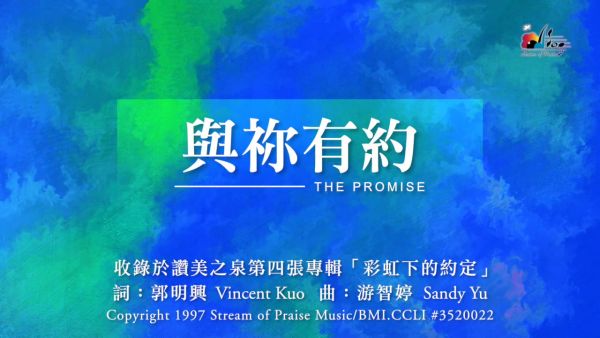 與祢有約
THE PROMISE
收錄於讚美之泉第四張專輯「彩虹下的約定」
詞：郭明興 Vincent Kuo 曲：游智婷 Sandy Yu
Copyright 1997 Stream of Praise Music/BMI.CCLI #3520022